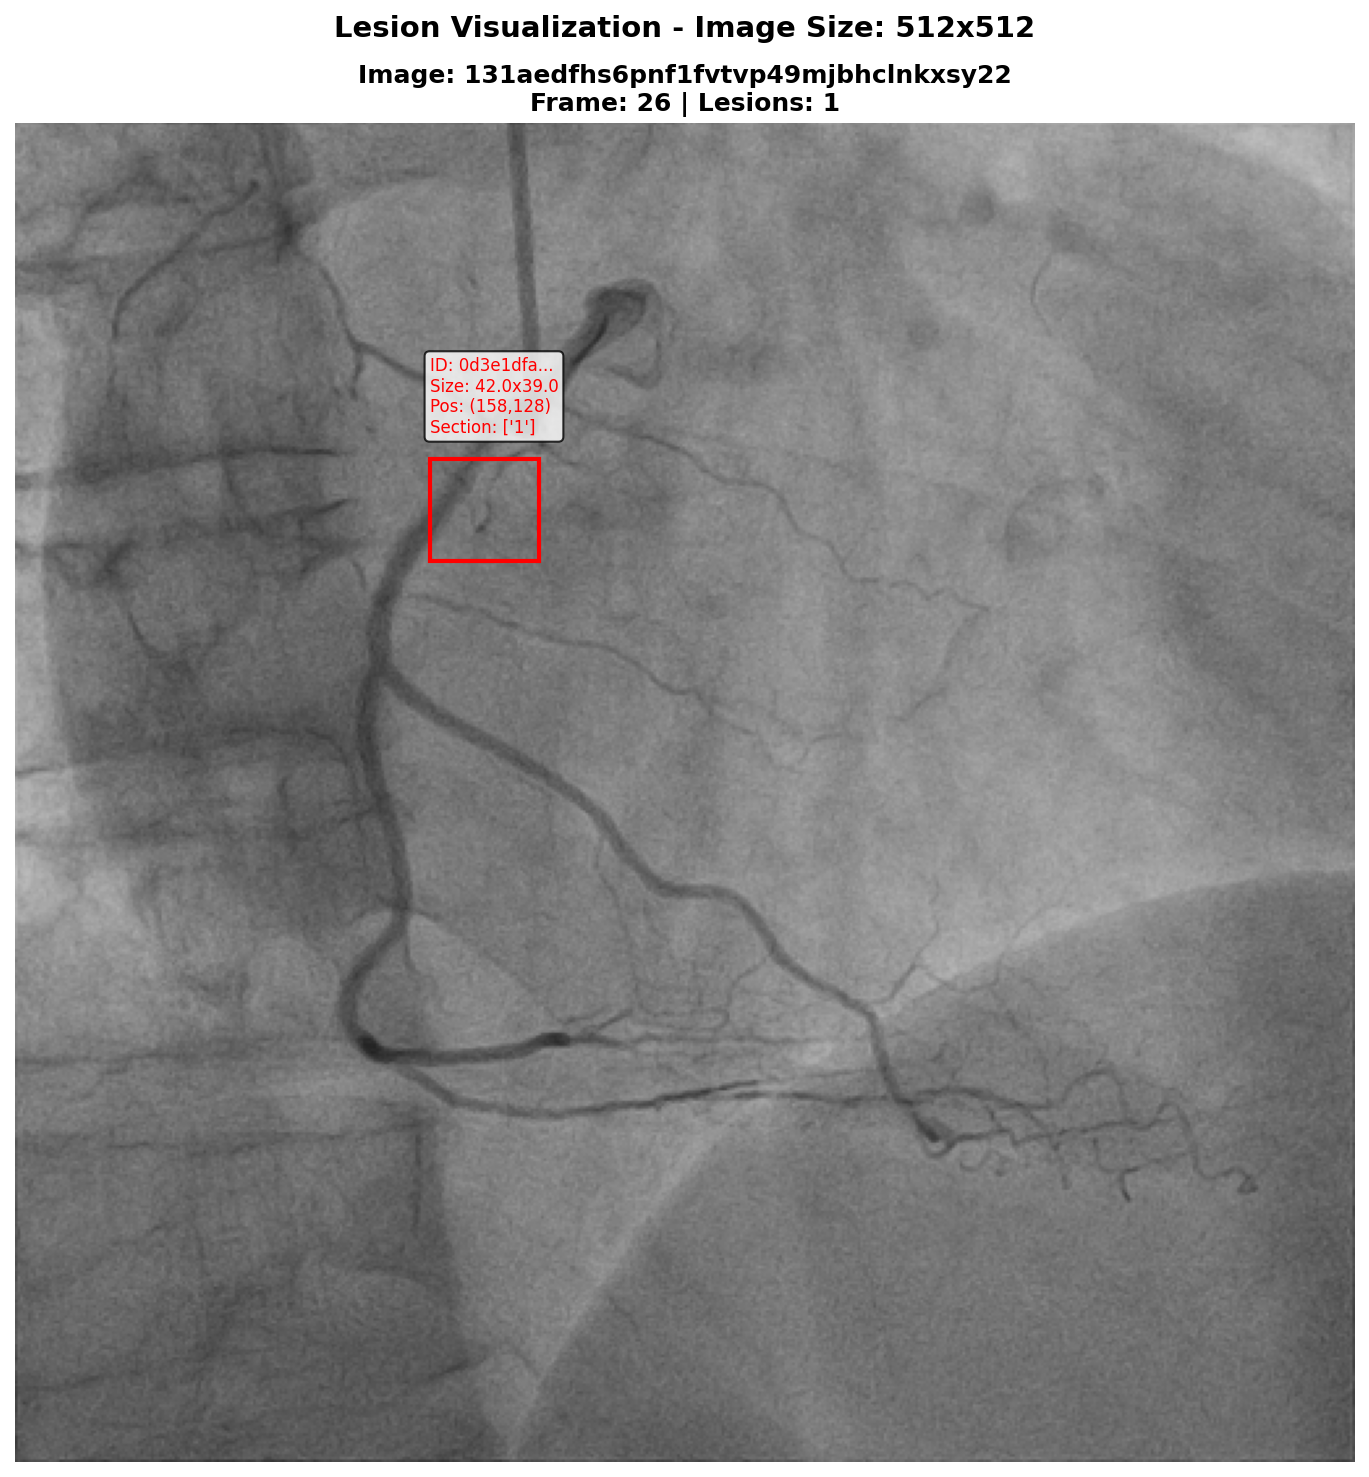 Lesion Visualization - Image Size: 512x512
Image: 131aedfhs6pnf1fvtvp49mjbhclnkxsy22
Frame: 26 | Lesions: 1
ID: 0d3e1dfa...
Size: 42.0x39.0
Pos: (158,128)
Section: ['1']